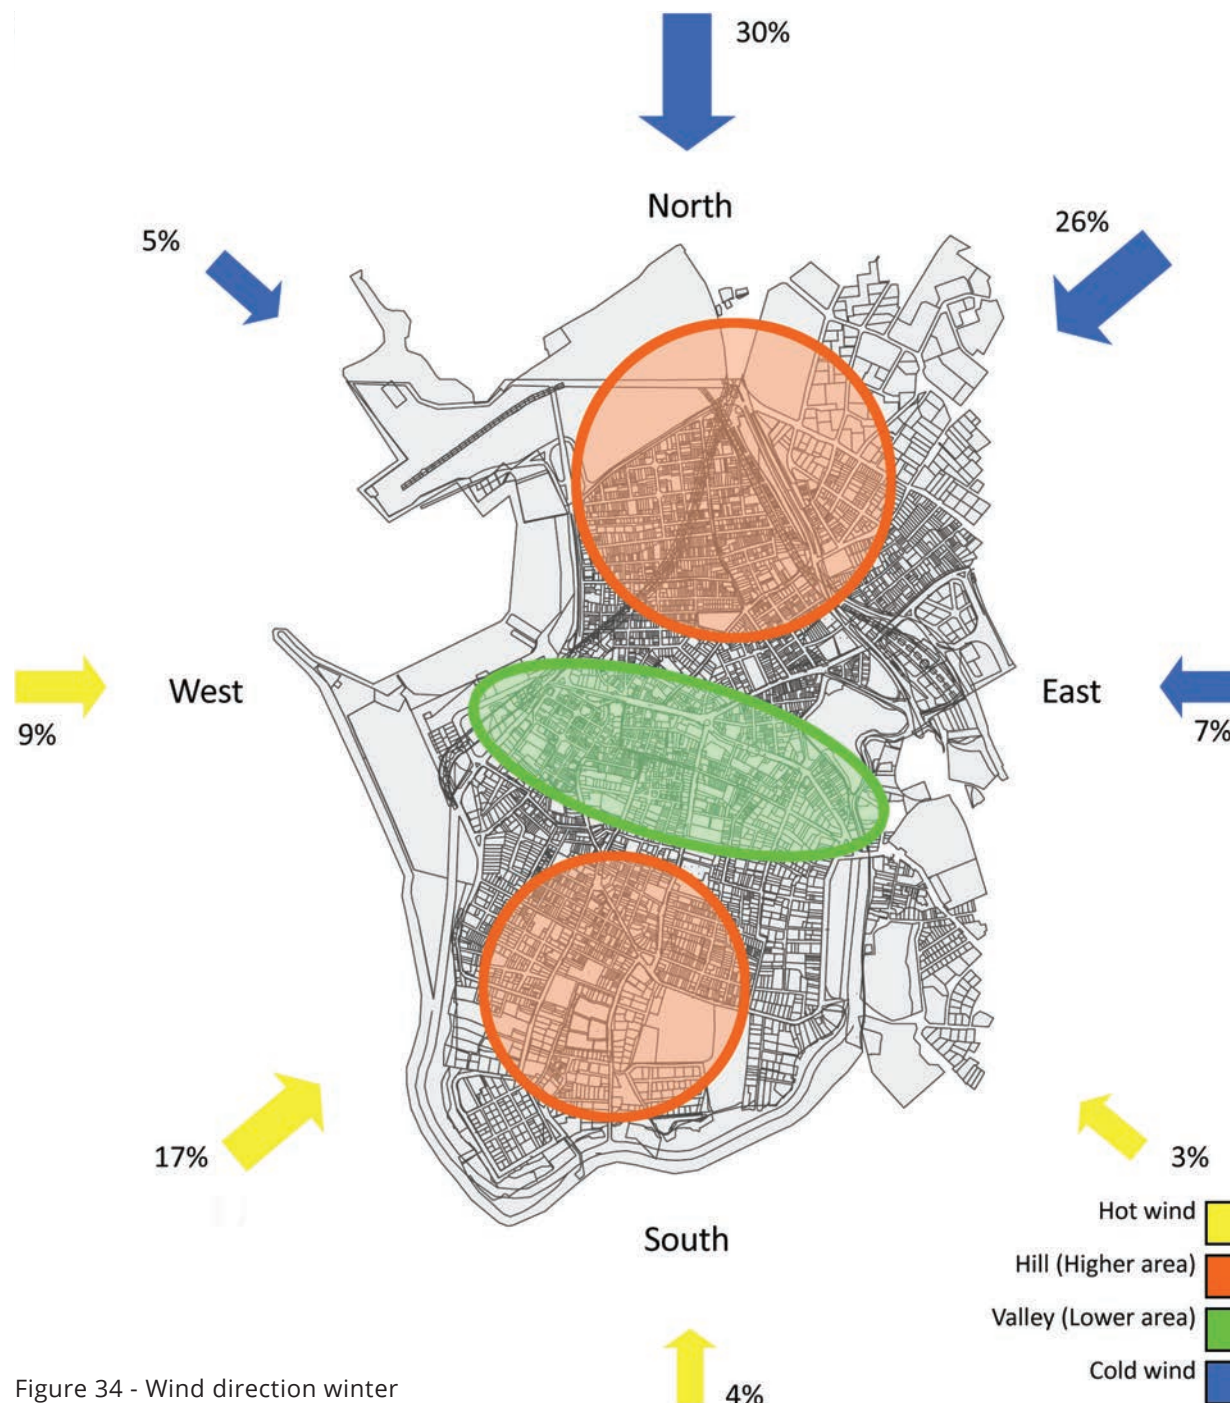 30%
North
5%
26%
West
East
9%
7%
17%
3%
Hot wind
South
Hill (Higher area)
Valley (Lower area)
Cold wind
Figure 34 - Wind direction winter
4%